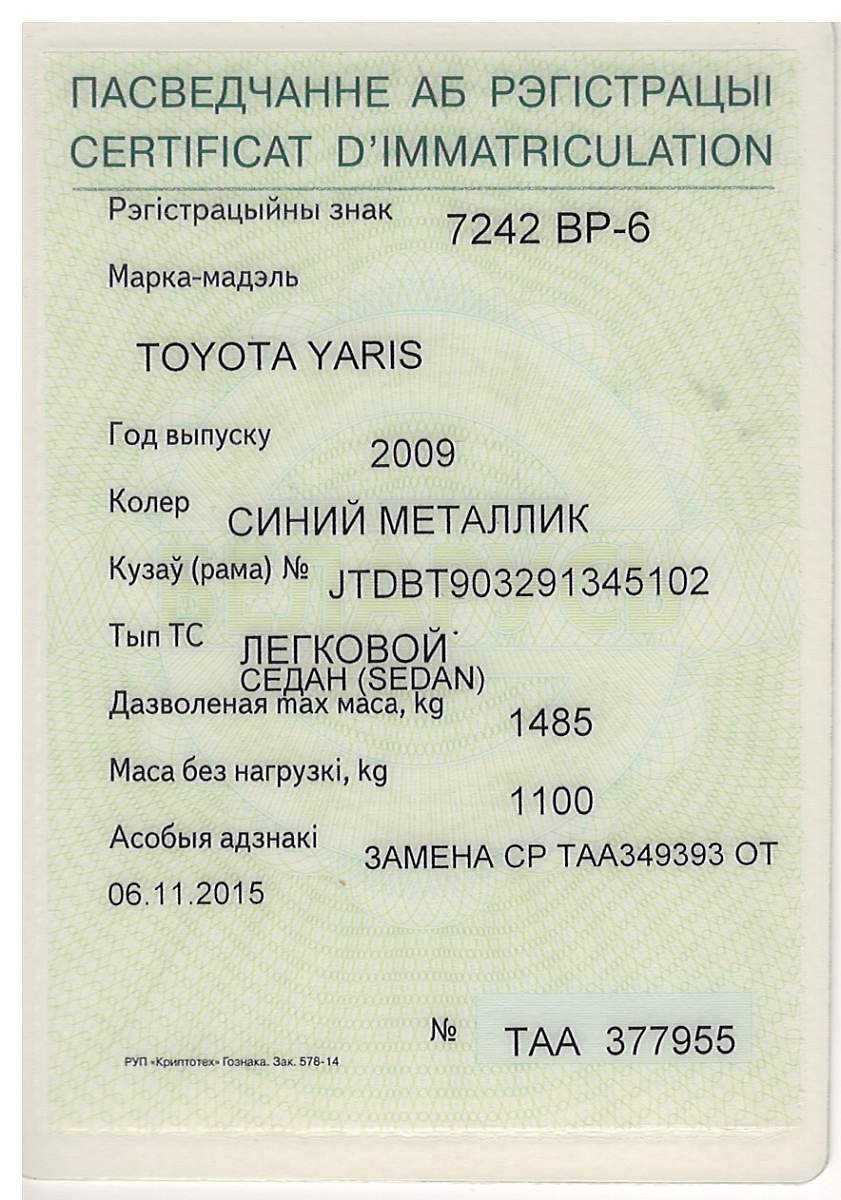 ПАСВЕДЧАННЕ АБ РЭГІСТРАЦЫІ
CERTIFICAT D'IMMATRICULATION
Рэгістрацыйны знак 7242 BP-6
Марка-мадэль
TOYOTA YARIS
Год выпуску 2009
Колер СИНИЙ МЕТАЛЛИК
Кузаў (рама) № JTDBT903291345102
Тып ТС ЛЕГКОВОЙ
СЕДАН (SEDAN)
Дазволеная max маса, kg 1485
Маса без нагрузкі, kg 1100
Асобыя адзнакі ЗАМЕНА СР ТАА349393 ОТ
06.11.2015
№ ТАА 377955
РУП «Криптотех» Гознака. Зак. 578-14
БЕЛАРУСЬ